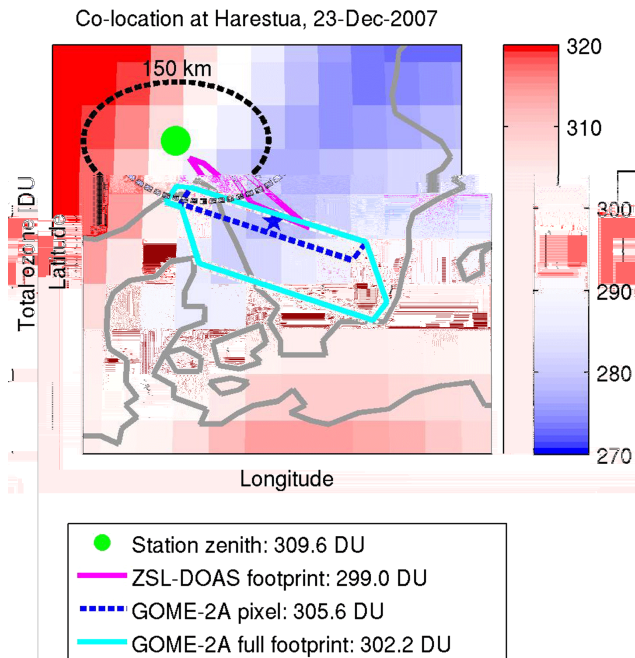 Co-location at Harestua, 23-Dec-2007
150 km
320
310
300
290
280
270
Total ozone [DU
Latitude
Longitude
Station zenith: 309.6 DU
ZSL-DOAS footprint: 299.0 DU
GOME-2A pixel: 305.6 DU
GOME-2A full footprint: 302.2 DU